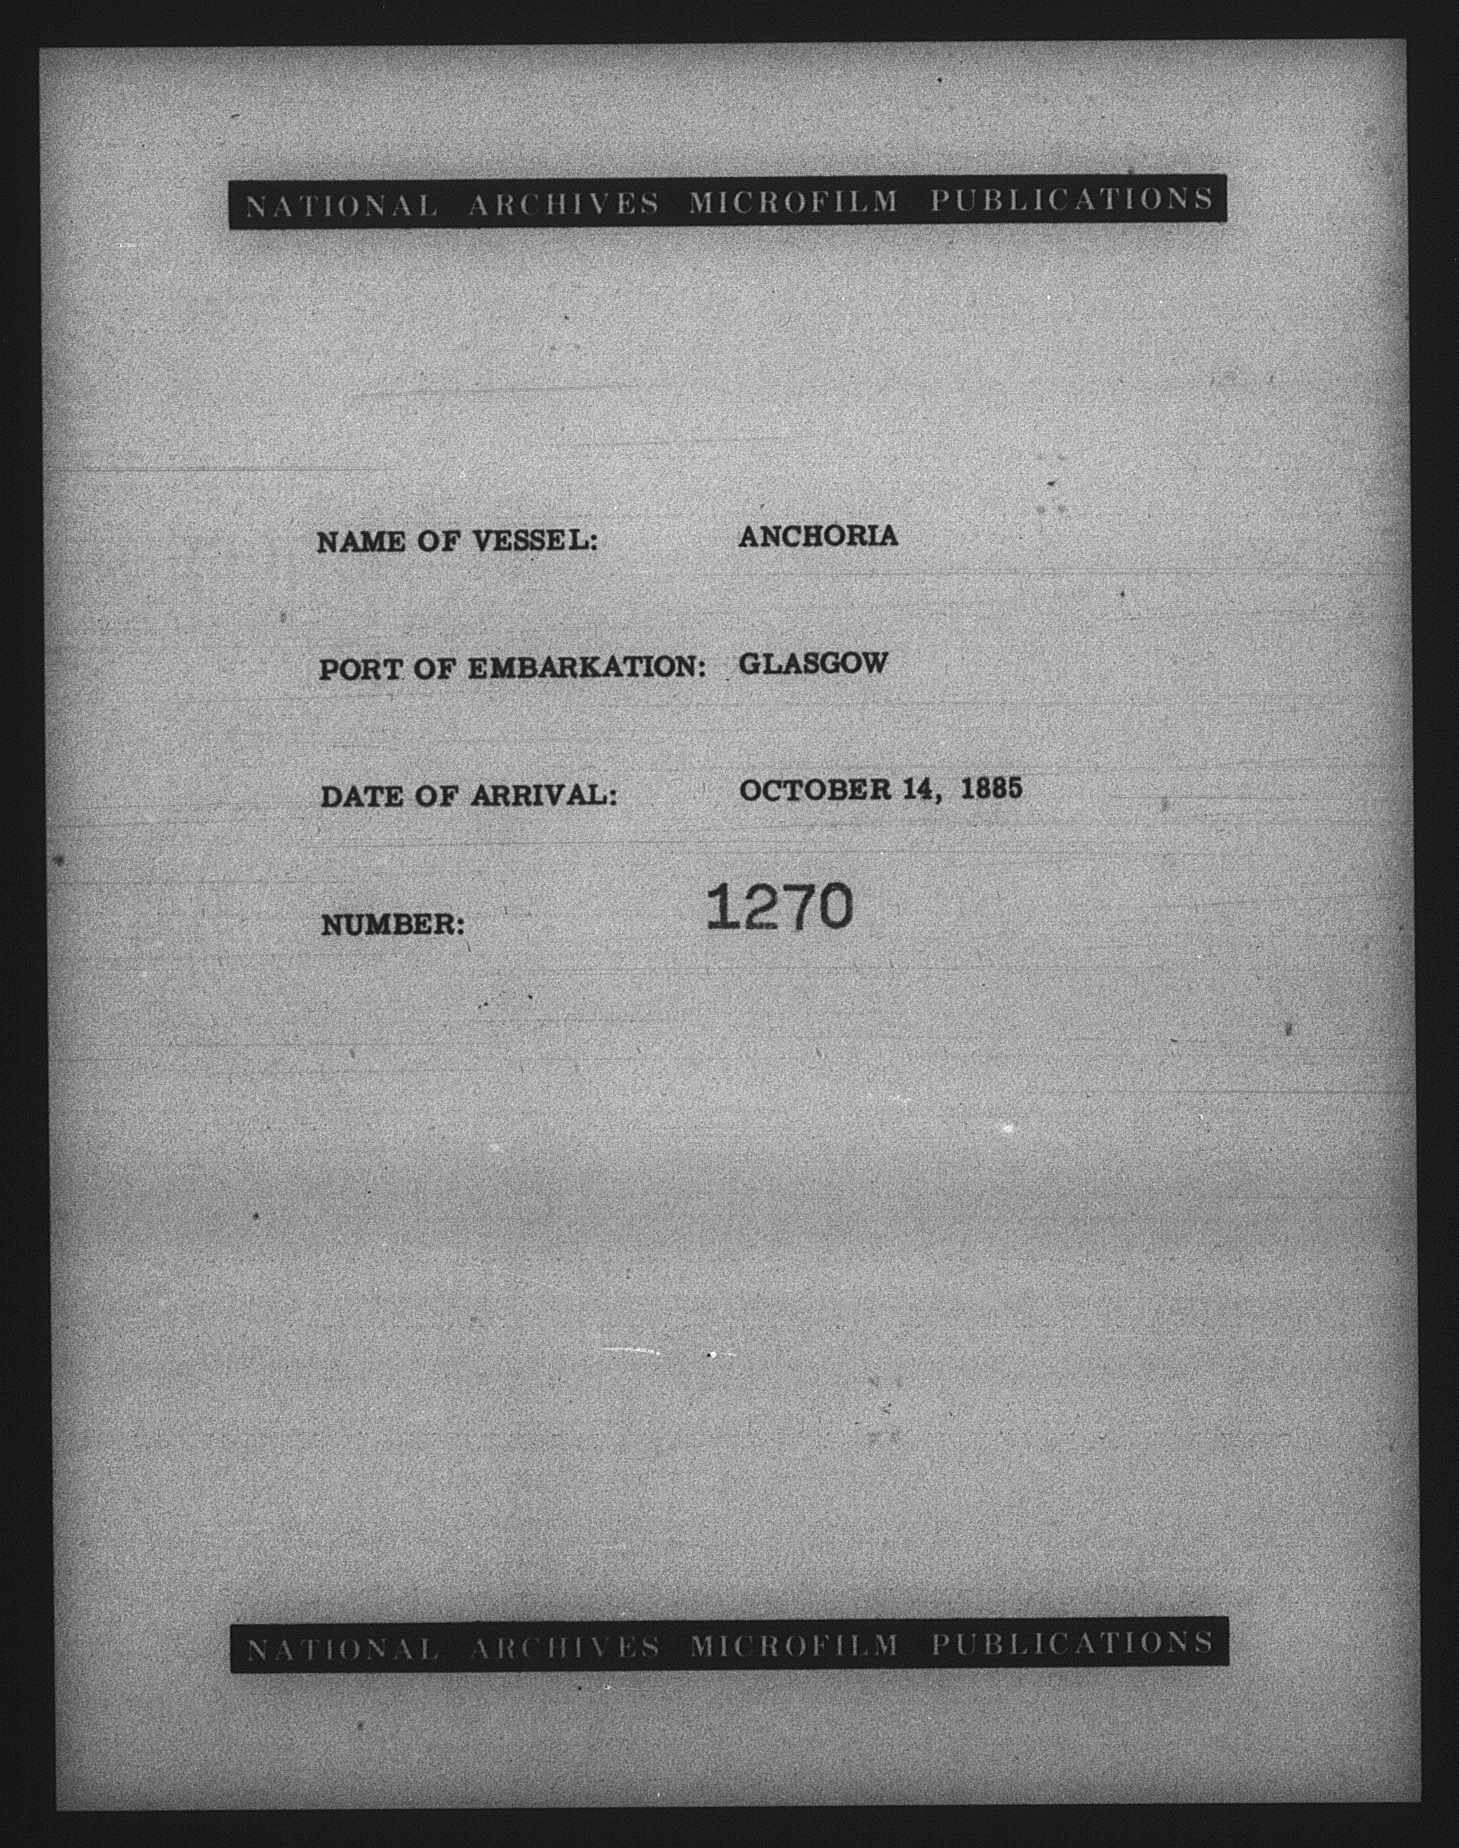 NATIONAL ARCHIVES MICROFILM PUBLICATIONS
NAME OF VESSEL: ANCHORIA
PORT OF EMBARKATION: GLASGOW
DATE OF ARRIVAL: OCTOBER 14, 1885
NUMBER: 1270
NATIONAL ARCHIVES MICROFILM PUBLICATIONS